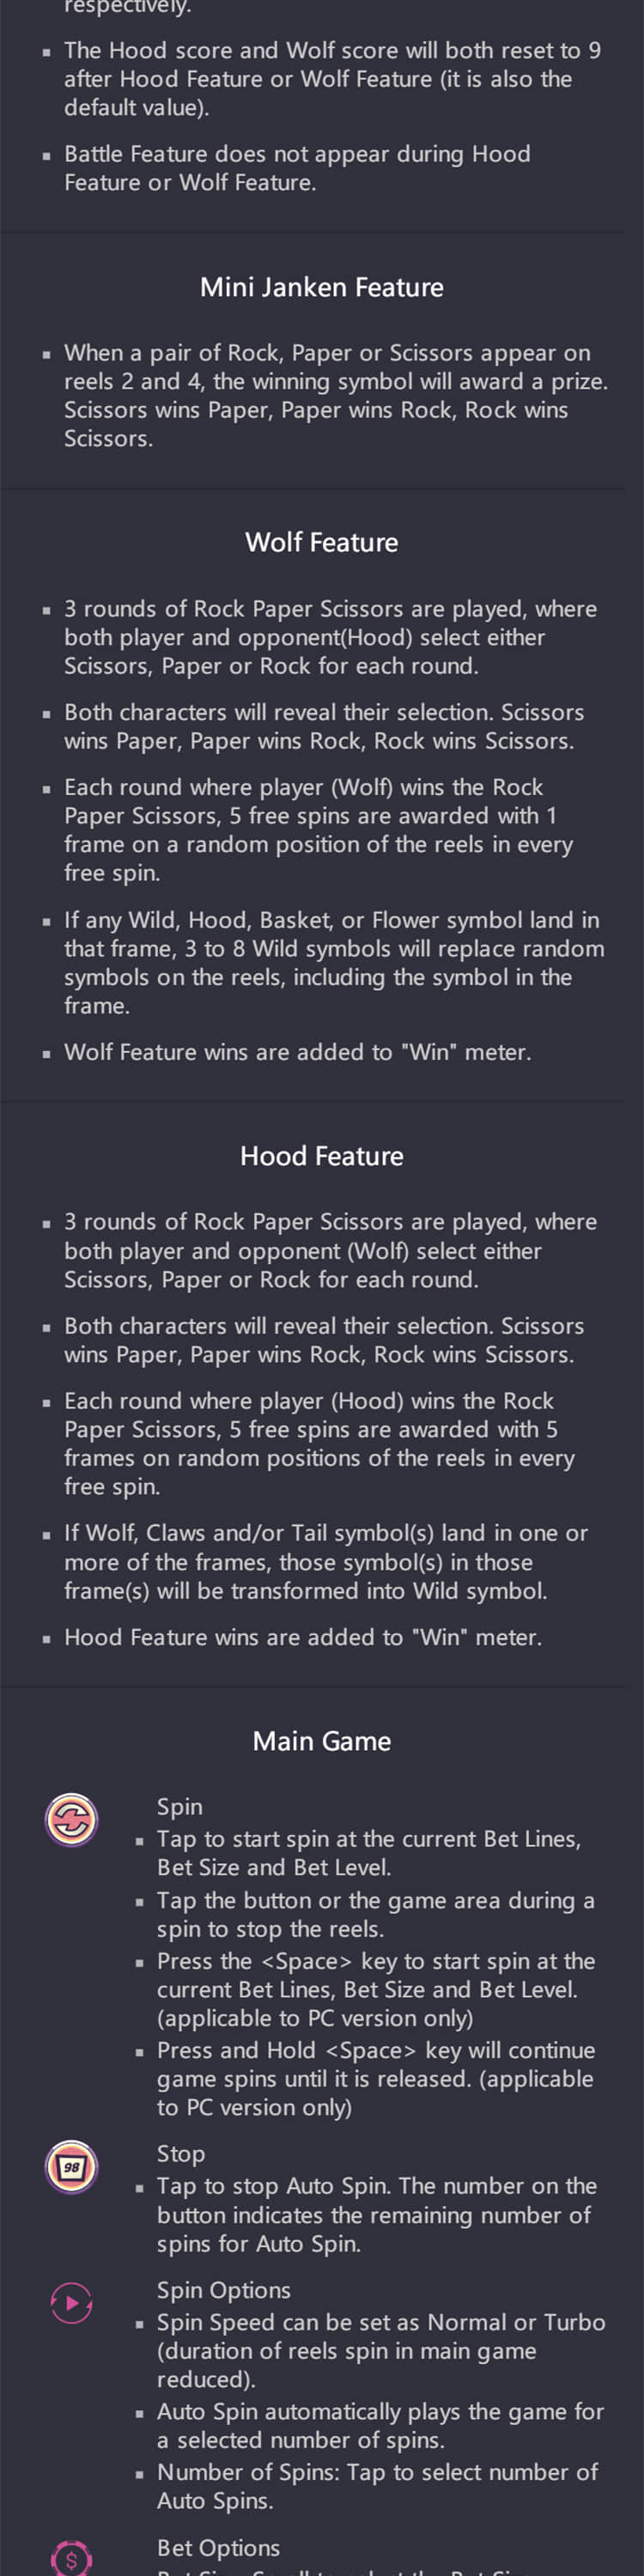 respectively.
▪ The Hood score and Wolf score will both reset to 9
after Hood Feature or Wolf Feature (it is also the
default value).
▪ Battle Feature does not appear during Hood
Feature or Wolf Feature.
Mini Janken Feature
▪ When a pair of Rock, Paper or Scissors appear on
reels 2 and 4, the winning symbol will award a prize.
Scissors wins Paper, Paper wins Rock, Rock wins
Scissors.
Wolf Feature
▪ 3 rounds of Rock Paper Scissors are played, where
both player and opponent(Hood) select either
Scissors, Paper or Rock for each round.
▪ Both characters will reveal their selection. Scissors
wins Paper, Paper wins Rock, Rock wins Scissors.
▪ Each round where player (Wolf) wins the Rock
Paper Scissors, 5 free spins are awarded with 1
frame on a random position of the reels in every
free spin.
▪ If any Wild, Hood, Basket, or Flower symbol land in
that frame, 3 to 8 Wild symbols will replace random
symbols on the reels, including the symbol in the
frame.
▪ Wolf Feature wins are added to "Win" meter.
Hood Feature
▪ 3 rounds of Rock Paper Scissors are played, where
both player and opponent (Wolf) select either
Scissors, Paper or Rock for each round.
▪ Both characters will reveal their selection. Scissors
wins Paper, Paper wins Rock, Rock wins Scissors.
▪ Each round where player (Hood) wins the Rock
Paper Scissors, 5 free spins are awarded with 5
frames on random positions of the reels in every
free spin.
▪ If Wolf, Claws and/or Tail symbol(s) land in one or
more of the frames, those symbol(s) in those
frame(s) will be transformed into Wild symbol.
▪ Hood Feature wins are added to "Win" meter.
Main Game
Spin
▪ Tap to start spin at the current Bet Lines,
Bet Size and Bet Level.
▪ Tap the button or the game area during a
spin to stop the reels.
▪ Press the <Space> key to start spin at the
current Bet Lines, Bet Size and Bet Level.
(applicable to PC version only)
▪ Press and Hold <Space> key will continue
game spins until it is released. (applicable
to PC version only)
98
Stop
▪ Tap to stop Auto Spin. The number on the
button indicates the remaining number of
spins for Auto Spin.
Spin Options
▪ Spin Speed can be set as Normal or Turbo
(duration of reels spin in main game
reduced).
▪ Auto Spin automatically plays the game for
a selected number of spins.
▪ Number of Spins: Tap to select number of
Auto Spins.
$
Bet Options